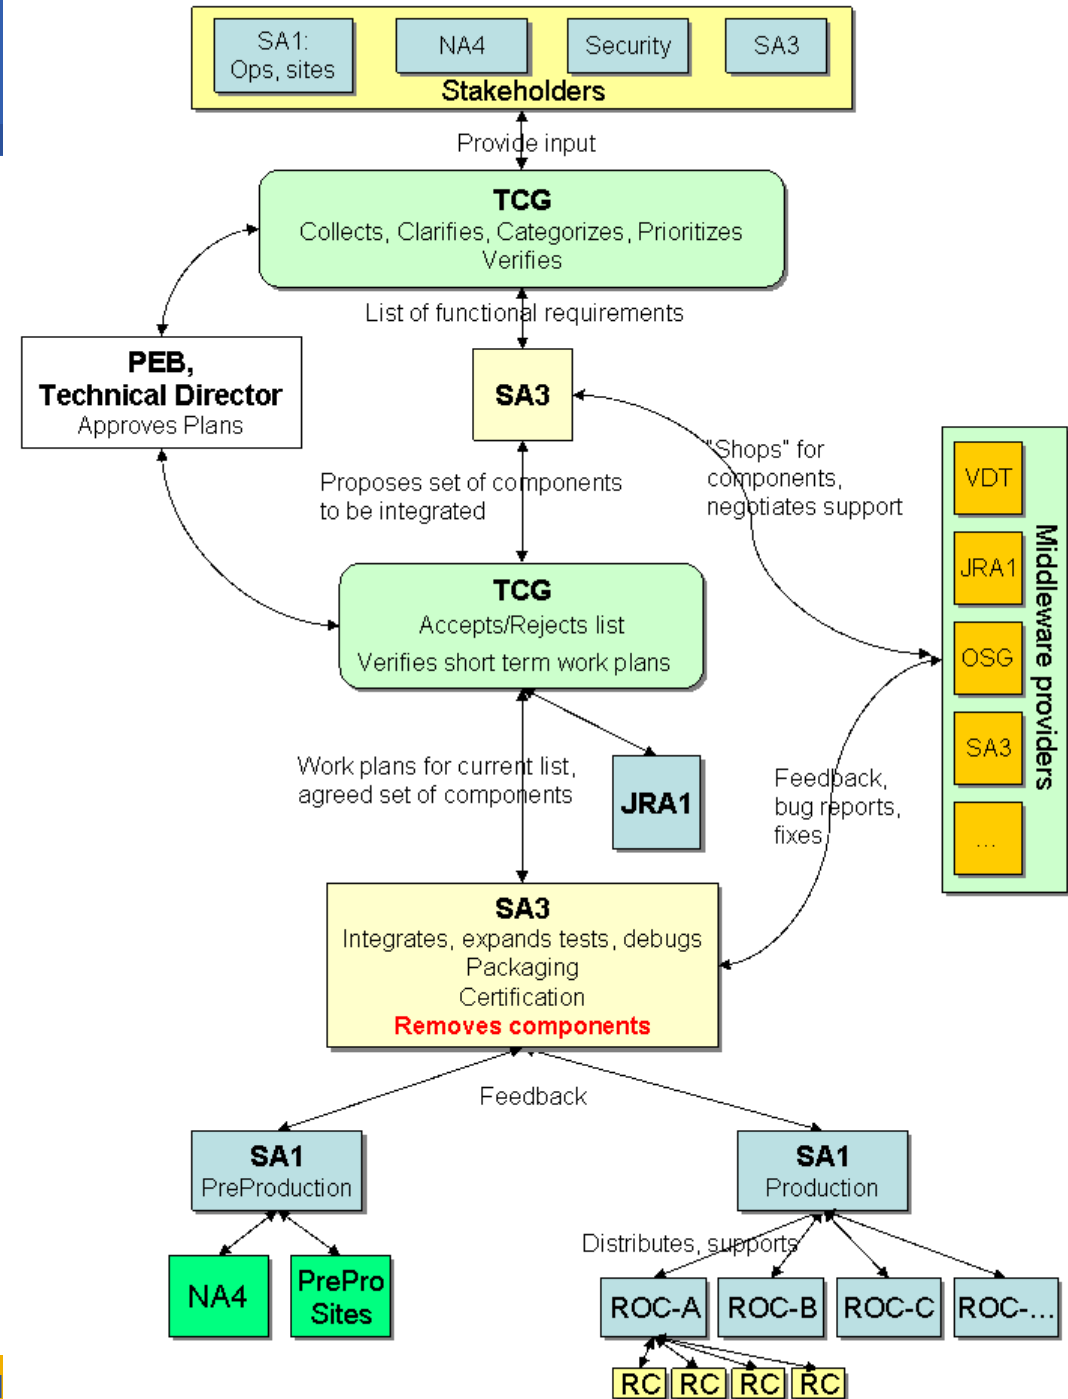 SA1:
Ops, sites
NA4
Security
SA3
Stakeholders
Provide input
TCG
Collects, Clarifies, Categorizes, Prioritizes
Verifies
List of functional requirements
PEB,
Technical Director
Approves Plans
SA3
"Shops" for
components,
negotiates support
Proposes set of components
to be integrated
VDT
JRA1
OSG
SA3
...
Middleware providers
TCG
Accepts/Rejects list
Verifies short term work plans
Work plans for current list,
agreed set of components
JRA1
Feedback,
bug reports,
fixes
SA3
Integrates, expands tests, debugs
Packaging
Certification
Removes components
Feedback
SA1
PreProduction
SA1
Production
Distributes, supports
NA4
PrePro
Sites
ROC-A
ROC-B
ROC-C
ROC-...
RC
RC
RC
RC